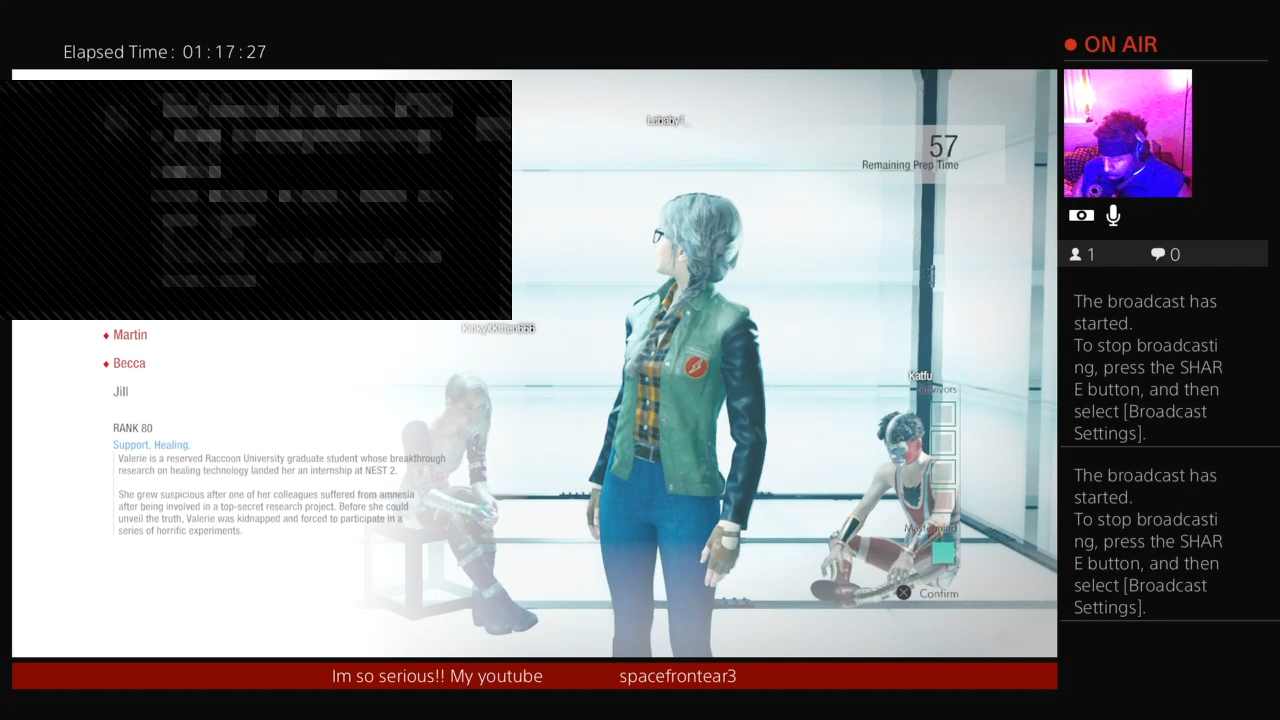 Elapsed Time: 01:17:27
ON AIR
Lobaby1_
57
Remaining Prep Time
1
0
KinkyXKitten666
Martin
Becca
Jill
Katfu
Survivors
RANK 80
Support, Healing.
Valerie is a reserved Raccoon University graduate student whose breakthrough
research on healing technology landed her an internship at NEST 2.
She grew suspicious after one of her colleagues suffered from amnesia
after being involved in a top-secret research project. Before she could
unveil the truth, Valerie was kidnapped and forced to participate in a
series of horrific experiments.
Mastermind
Confirm
The broadcast has
started.
To stop broadcasti
ng, press the SHAR
E button, and then
select [Broadcast
Settings].
The broadcast has
started.
To stop broadcasti
ng, press the SHAR
E button, and then
select [Broadcast
Settings].
Im so serious!! My youtube spacefrontear3